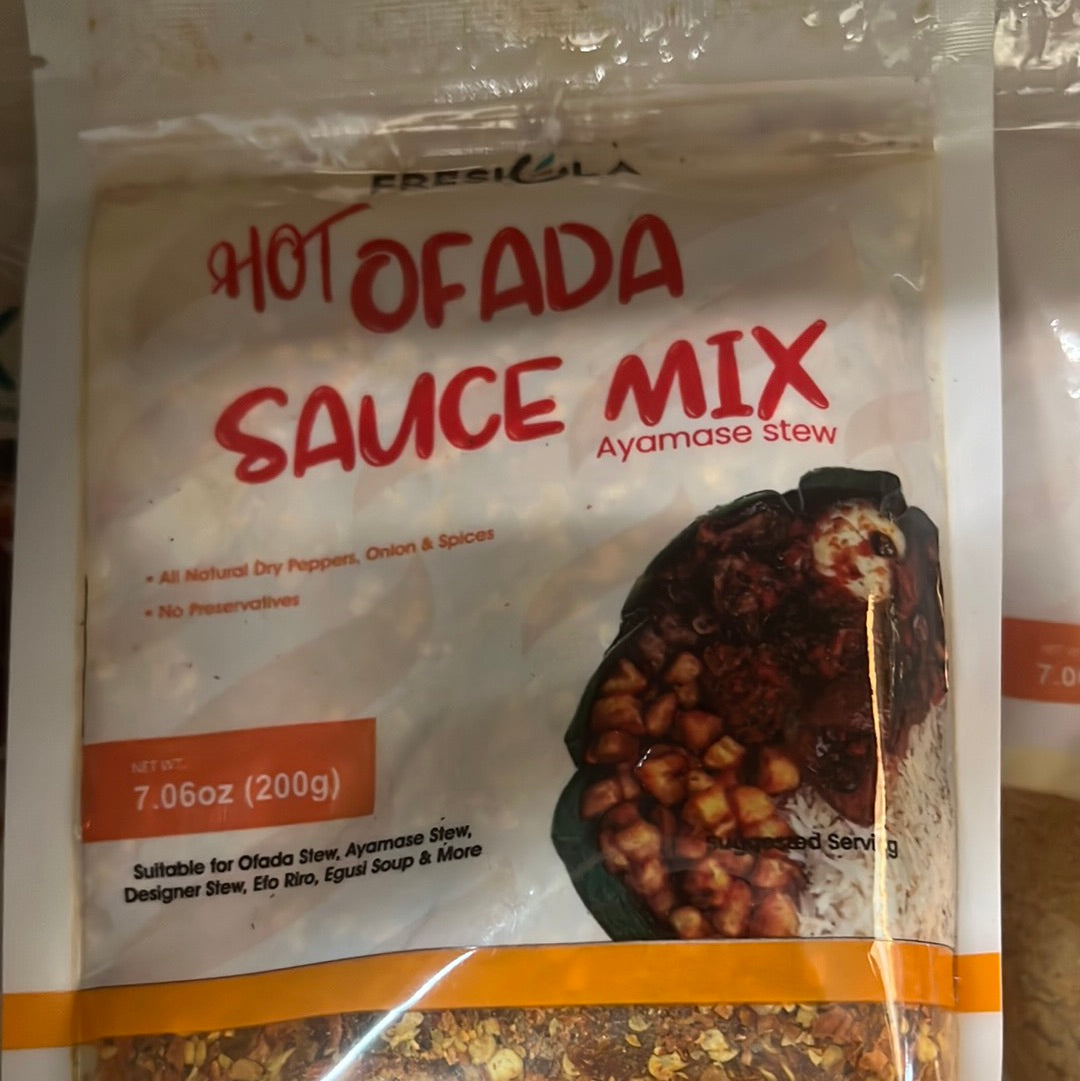 HOT OFADA
SAUCE MIX
Ayamase stew
• All Natural Dry Peppers, Onion & Spices
• No Preservatives
NET WT.
7.06oz (200g)
Suitable for Ofada Stew, Ayamase Stew,
Designer Stew, Efo Riro, Egusi Soup & More
Suggested Serving